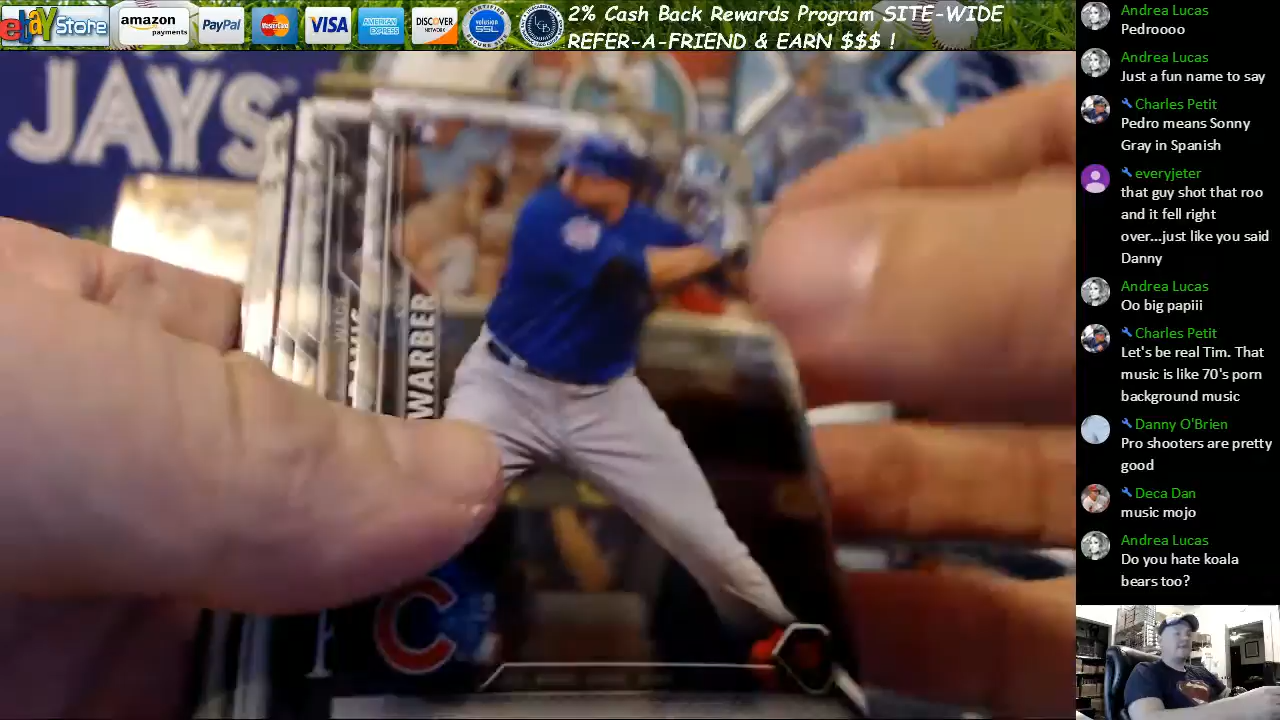 ebay Store
amazon payments
PayPal
MasterCard
VISA
AMERICAN EXPRESS
DISCOVER NETWORK
volusion SSL
2% Cash Back Rewards Program SITE-WIDE
REFER-A-FRIEND & EARN $$$ !
JAYS
WADE
WARBER
C
Andrea Lucas
Pedroooo
Andrea Lucas
Just a fun name to say
Charles Petit
Pedro means Sonny
Gray in Spanish
everyjeter
that guy shot that roo
and it fell right
over...just like you said
Danny
Andrea Lucas
Oo big papiii
Charles Petit
Let's be real Tim. That
music is like 70's porn
background music
Danny O'Brien
Pro shooters are pretty
good
Deca Dan
music mojo
Andrea Lucas
Do you hate koala
bears too?